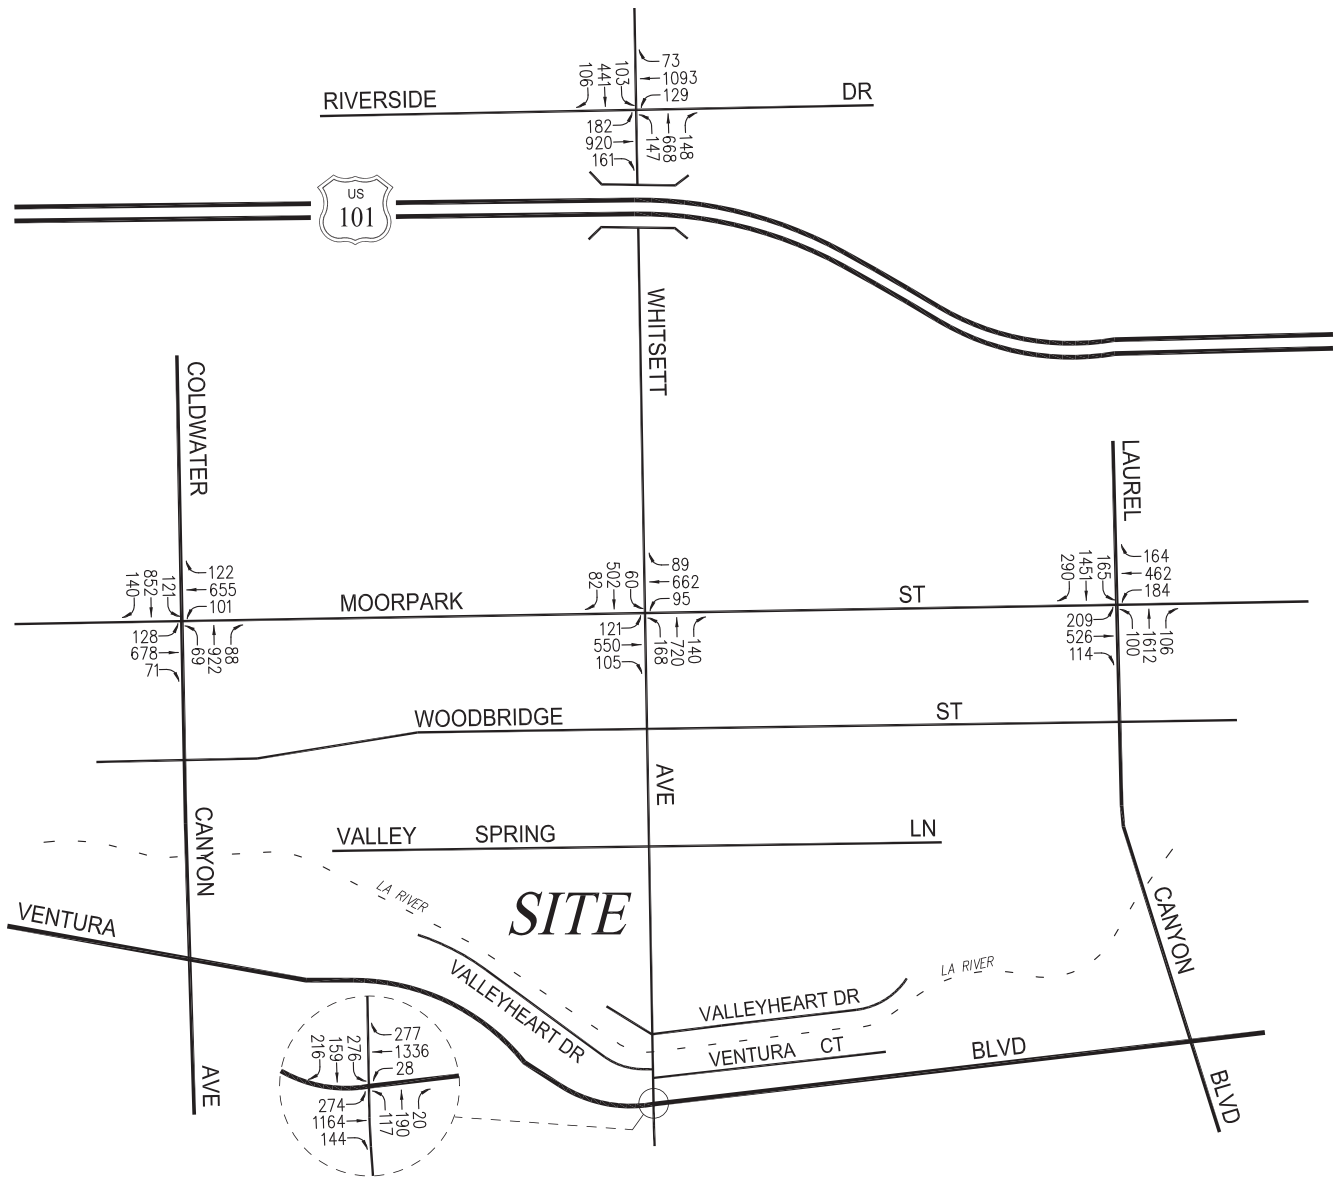 73
1093
129
106
441
103
RIVERSIDE DR
182
920
161
147
668
148
US
101
WHITSETT
COLDWATER
LAUREL
122
655
101
140
852
121
MOORPARK ST
128
678
71
69
922
88
89
662
95
82
502
60
121
550
105
168
720
140
164
462
184
290
1451
165
209
526
114
100
1612
106
WOODBRIDGE ST
AVE
CANYON
VALLEY SPRING LN
LA RIVER
SITE
VENTURA
CANYON
LA RIVER
VALLEYHEART DR
VALLEYHEART DR
VENTURA CT
BLVD
AVE
BLVD
277
1336
28
216
159
276
274
1164
144
117
190
20